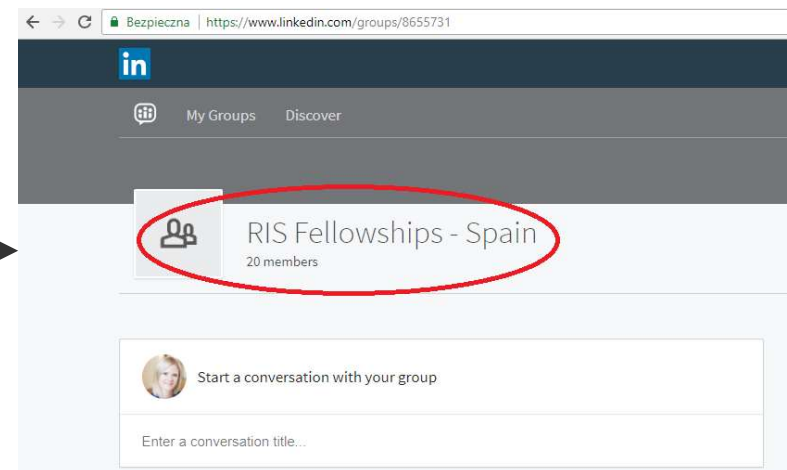 Bezpieczna | https://www.linkedin.com/groups/8655731
in
My Groups Discover
RIS Fellowships - Spain
20 members
Start a conversation with your group
Enter a conversation title...